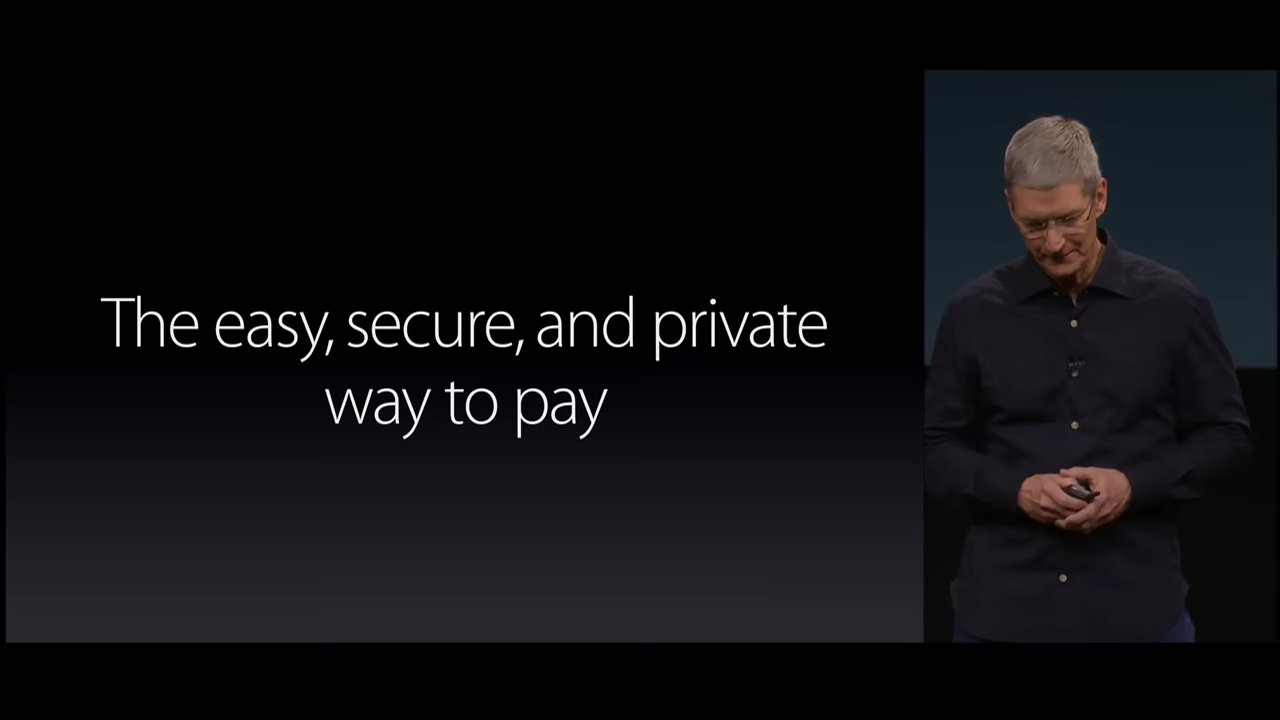 The easy, secure, and private
way to pay